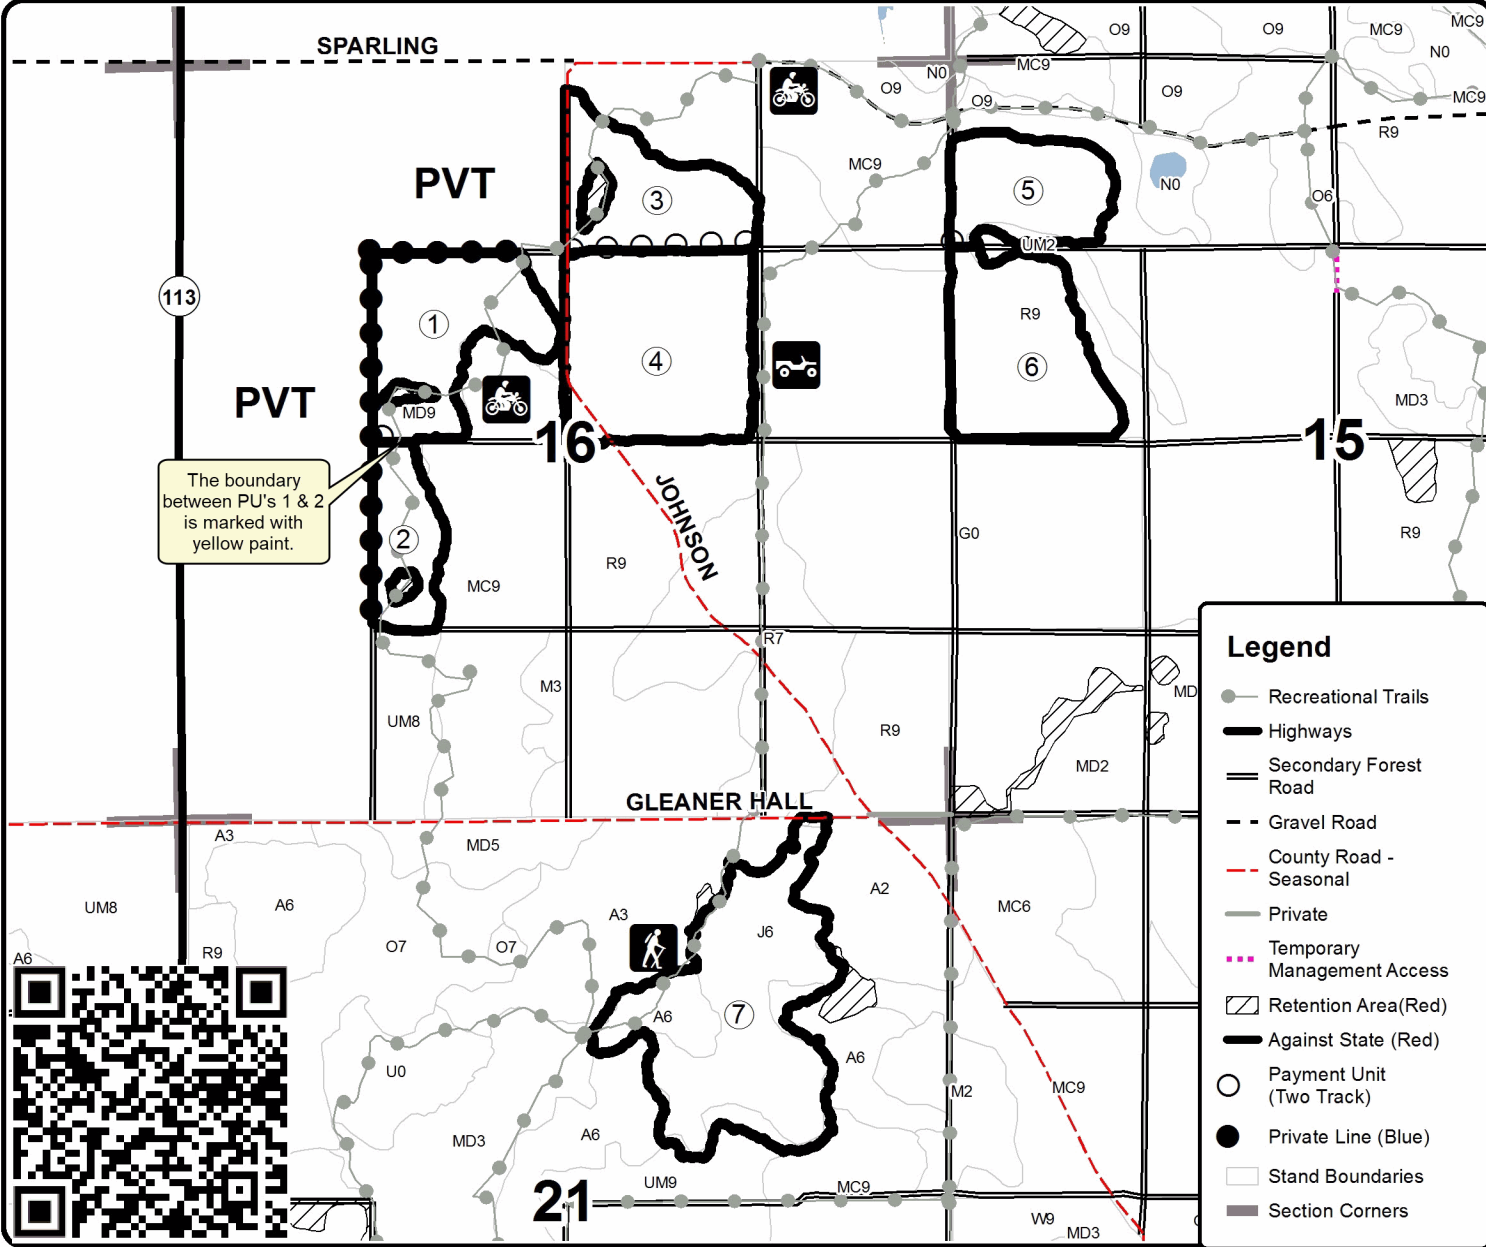 SPARLING
O9
O9
MC9
MC9
N0
MC9
N0
O9
O9
O9
MC9
R9
PVT
MC9
N0
3
5
O6
UM2
113
1
R9
4
6
PVT
MD9
MD3
16
15
The boundary
between PU's 1 & 2
is marked with
yellow paint.
JOHNSON
2
G0
R9
R9
MC9
R7
M3
MD
UM8
R9
MD2
GLEANER HALL
A3
MD5
UM8
A6
A3
A2
MC6
J6
O7
O7
R9
A6
7
A6
A6
U0
M2
MC9
MD3
A6
UM9
MC9
21
W9
MD3
Legend
Recreational Trails
Highways
Secondary Forest
Road
Gravel Road
County Road -
Seasonal
Private
Temporary
Management Access
Retention Area(Red)
Against State (Red)
Payment Unit
(Two Track)
Private Line (Blue)
Stand Boundaries
Section Corners